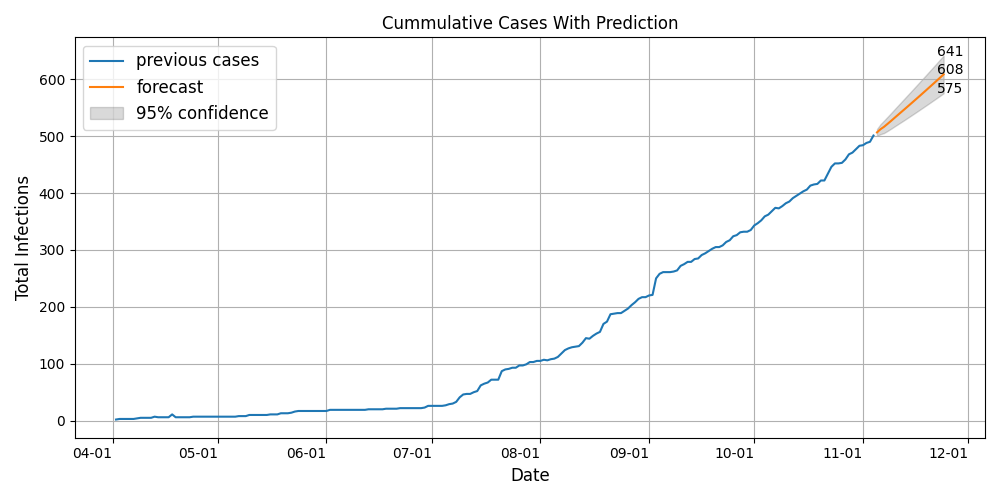 Cummulative Cases With Prediction
previous cases
forecast
95% confidence
641
608
575
600
500
400
300
200
100
0
Total Infections
04-01 05-01 06-01 07-01 08-01 09-01 10-01 11-01 12-01
Date